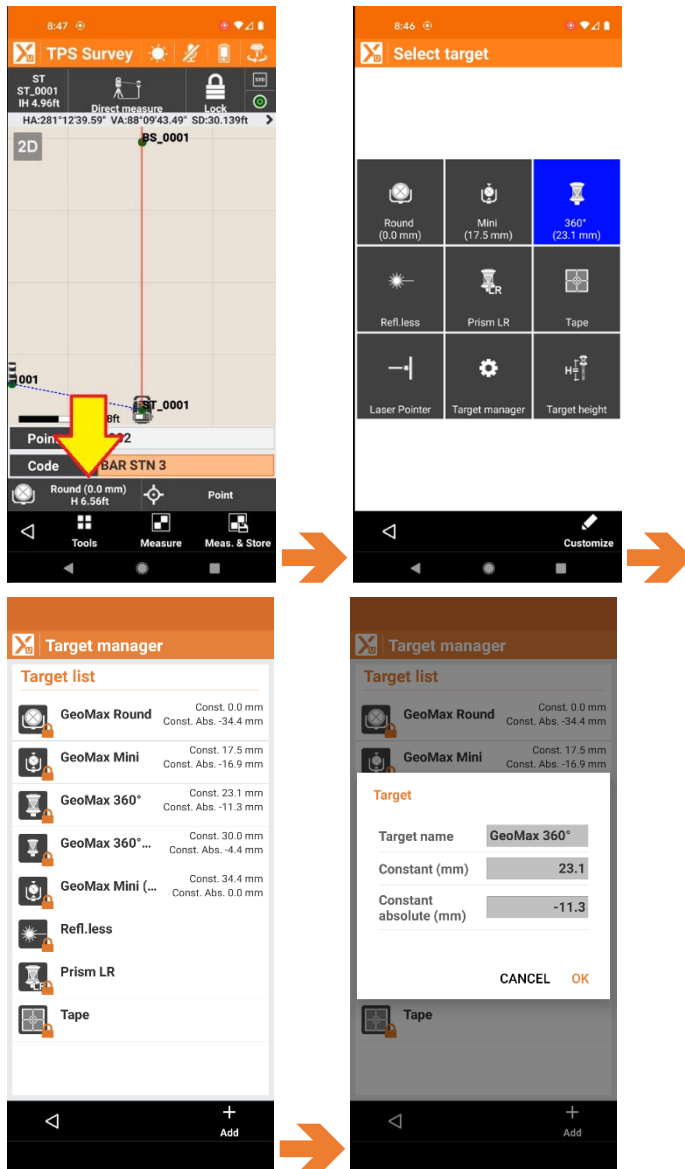 8:47
TPS Survey
ST
ST_0001
IH 4.96ft
Direct measure
Lock
STD
HA:281°12'39.59" VA:88°09'43.49" SD:30.139ft
2D
BS_0001
001
ST_0001
8ft
Poin
02
Code
BAR STN 3
Round (0.0 mm)
H 6.56ft
Point
Tools
Measure
Meas. & Store
8:46
Select target
Round
(0.0 mm)
Mini
(17.5 mm)
360°
(23.1 mm)
Refl.less
LR
Prism LR
Tape
Laser Pointer
Target manager
H
Target height
Customize
Target manager
Target list
GeoMax Round
Const. 0.0 mm
Const. Abs. -34.4 mm
GeoMax Mini
Const. 17.5 mm
Const. Abs. -16.9 mm
GeoMax 360°
Const. 23.1 mm
Const. Abs. -11.3 mm
GeoMax 360°...
Const. 30.0 mm
Const. Abs. -4.4 mm
GeoMax Mini (...
Const. 34.4 mm
Const. Abs. 0.0 mm
Refl.less
Prism LR
Tape
Add
Target manager
Target list
GeoMax Round
Const. 0.0 mm
Const. Abs. -34.4 mm
GeoMax Mini
Const. 17.5 mm
Const. Abs. -16.9 mm
Target
Target name
GeoMax 360°
Constant (mm)
23.1
Constant
absolute (mm)
-11.3
CANCEL
OK
Tape
Add